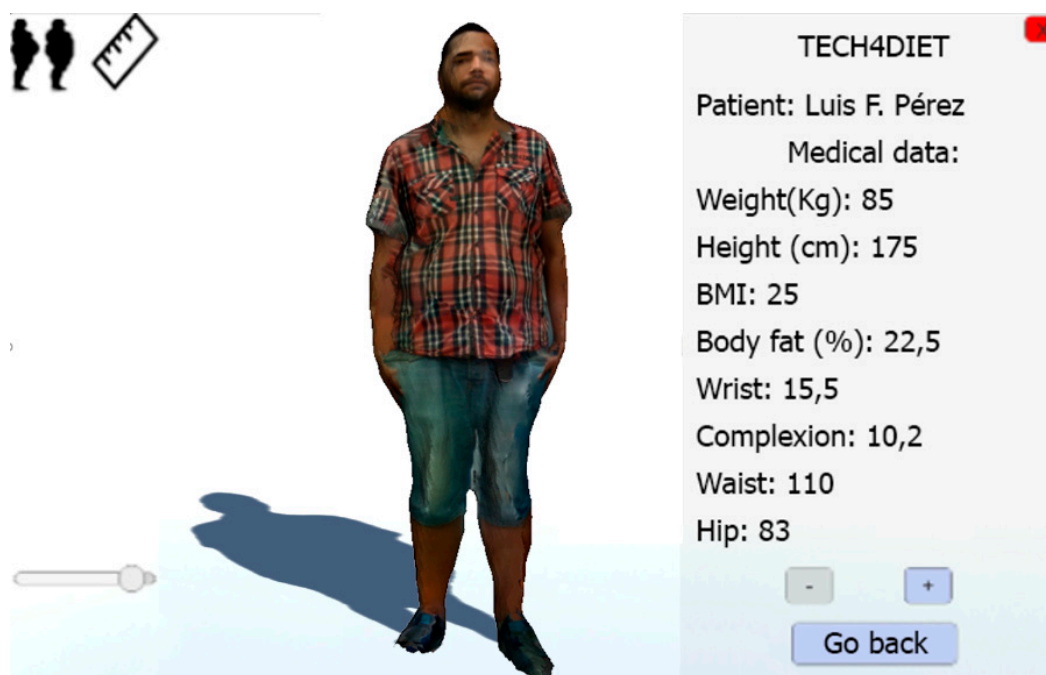 TECH4DIET
Patient: Luis F. Pérez
Medical data:
Weight(Kg): 85
Height (cm): 175
BMI: 25
Body fat (%): 22,5
Wrist: 15,5
Complexion: 10,2
Waist: 110
Hip: 83
- +
Go back